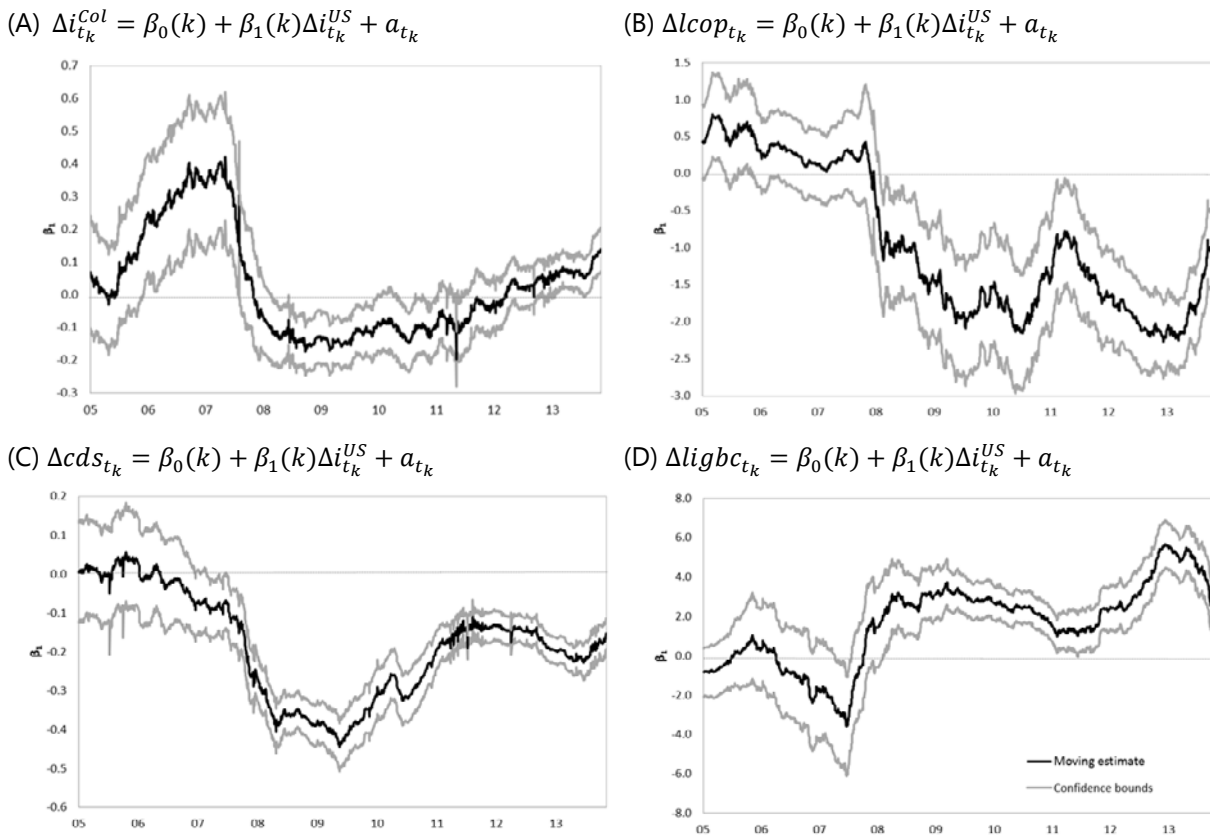 (A) Δi^{Col}_{t_k} = β_0(k) + β_1(k)Δi^{US}_{t_k} + a_{t_k}
0.7
0.6
0.5
0.4
0.3
0.2
0.1
0.0
-0.1
-0.2
-0.3
β_1
05 06 07 08 09 10 11 12 13
(B) Δlcop_{t_k} = β_0(k) + β_1(k)Δi^{US}_{t_k} + a_{t_k}
1.5
1.0
0.5
0.0
-0.5
-1.0
-1.5
-2.0
-2.5
-3.0
β_1
05 06 07 08 09 10 11 12 13
(C) Δcds_{t_k} = β_0(k) + β_1(k)Δi^{US}_{t_k} + a_{t_k}
0.2
0.1
0.0
-0.1
-0.2
-0.3
-0.4
-0.5
-0.6
β_1
05 06 07 08 09 10 11 12 13
(D) Δligbc_{t_k} = β_0(k) + β_1(k)Δi^{US}_{t_k} + a_{t_k}
8.0
6.0
4.0
2.0
0.0
-2.0
-4.0
-6.0
-8.0
β_1
Moving estimate
Confidence bounds
05 06 07 08 09 10 11 12 13